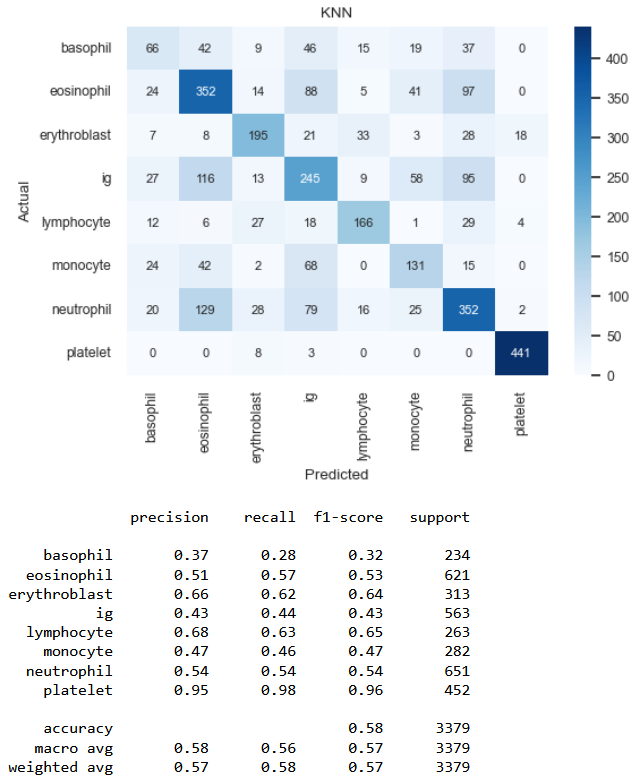 KNN
basophil 66 42 9 46 15 19 37 0
eosinophil 24 352 14 88 5 41 97 0
erythroblast 7 8 195 21 33 3 28 18
ig 27 116 13 245 9 58 95 0
lymphocyte 12 6 27 18 166 1 29 4
monocyte 24 42 2 68 0 131 15 0
neutrophil 20 129 28 79 16 25 352 2
platelet 0 0 8 3 0 0 0 441
Actual
basophil eosinophil erythroblast ig lymphocyte monocyte neutrophil platelet
Predicted
400
350
300
250
200
150
100
50
0
precision recall f1-score support
basophil 0.37 0.28 0.32 234
eosinophil 0.51 0.57 0.53 621
erythroblast 0.66 0.62 0.64 313
ig 0.43 0.44 0.43 563
lymphocyte 0.68 0.63 0.65 263
monocyte 0.47 0.46 0.47 282
neutrophil 0.54 0.54 0.54 651
platelet 0.95 0.98 0.96 452
accuracy 0.58 3379
macro avg 0.58 0.56 0.57 3379
weighted avg 0.57 0.58 0.57 3379